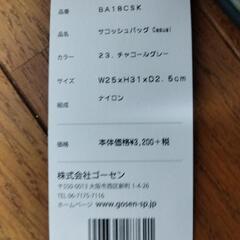 品番 BA18CSK
品名 サコッシュバッグ Casual
カラー 23.チャコールグレー
サイズ W25xH31xD2.5cm
組成 ナイロン
価格 本体価格¥3,200+税
株式会社ゴーセン
〒550-0013 大阪市西区新町 1-4-26
TEL 06-7175-7116
ホームページ www.gosen-sp.jp